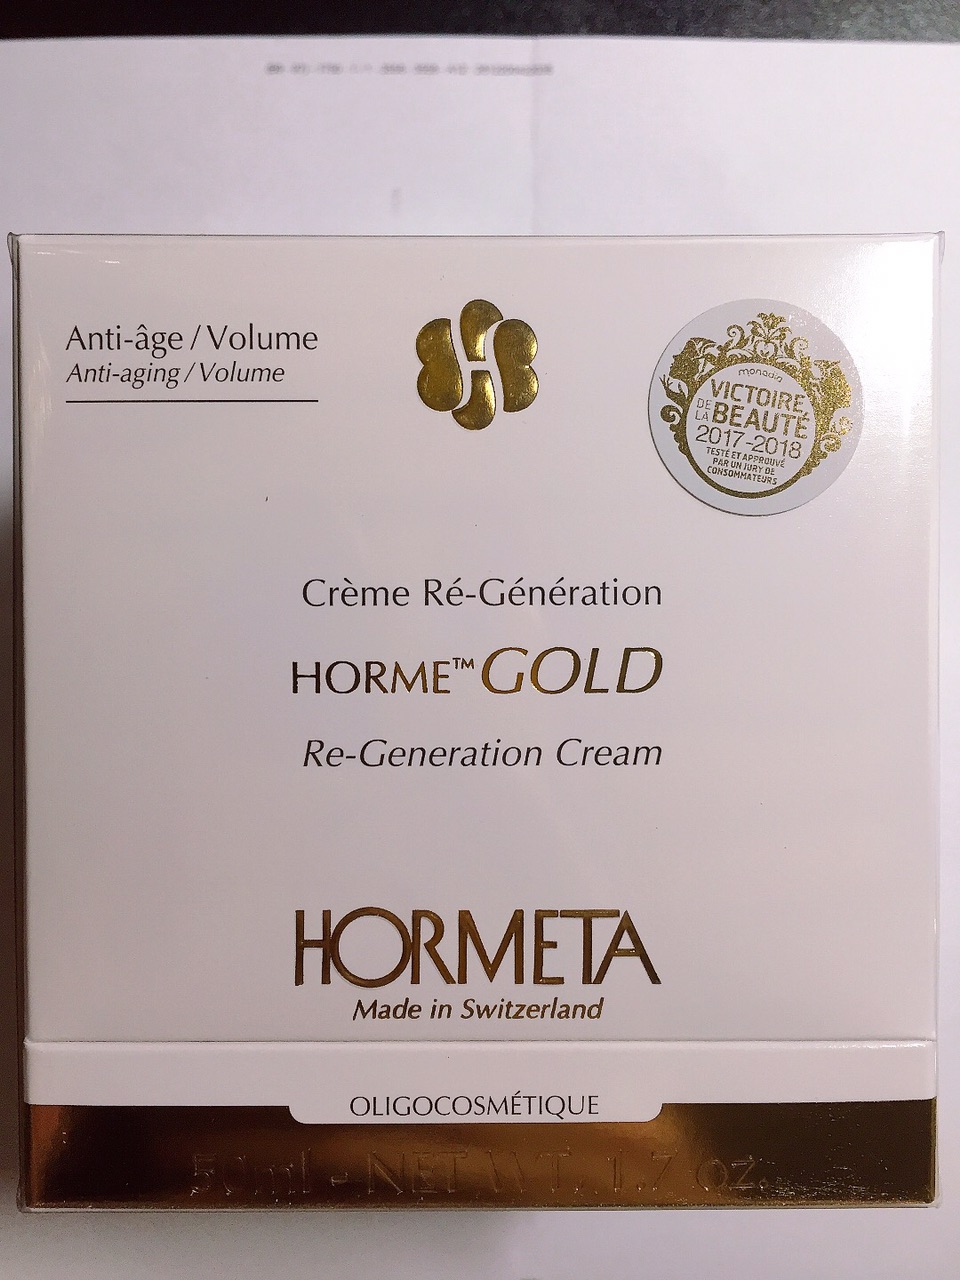 Anti-âge / Volume
Anti-aging / Volume
monadia
VICTOIRE
DE LA BEAUTÉ
2017-2018
TESTÉ ET APPROUVÉ
PAR UN JURY DE
CONSOMMATEURS
Crème Ré-Génération
HORME™ GOLD
Re-Generation Cream
HORMETA
Made in Switzerland
OLIGOCOSMÉTIQUE
50ml - NET WT. 1.7 oz.